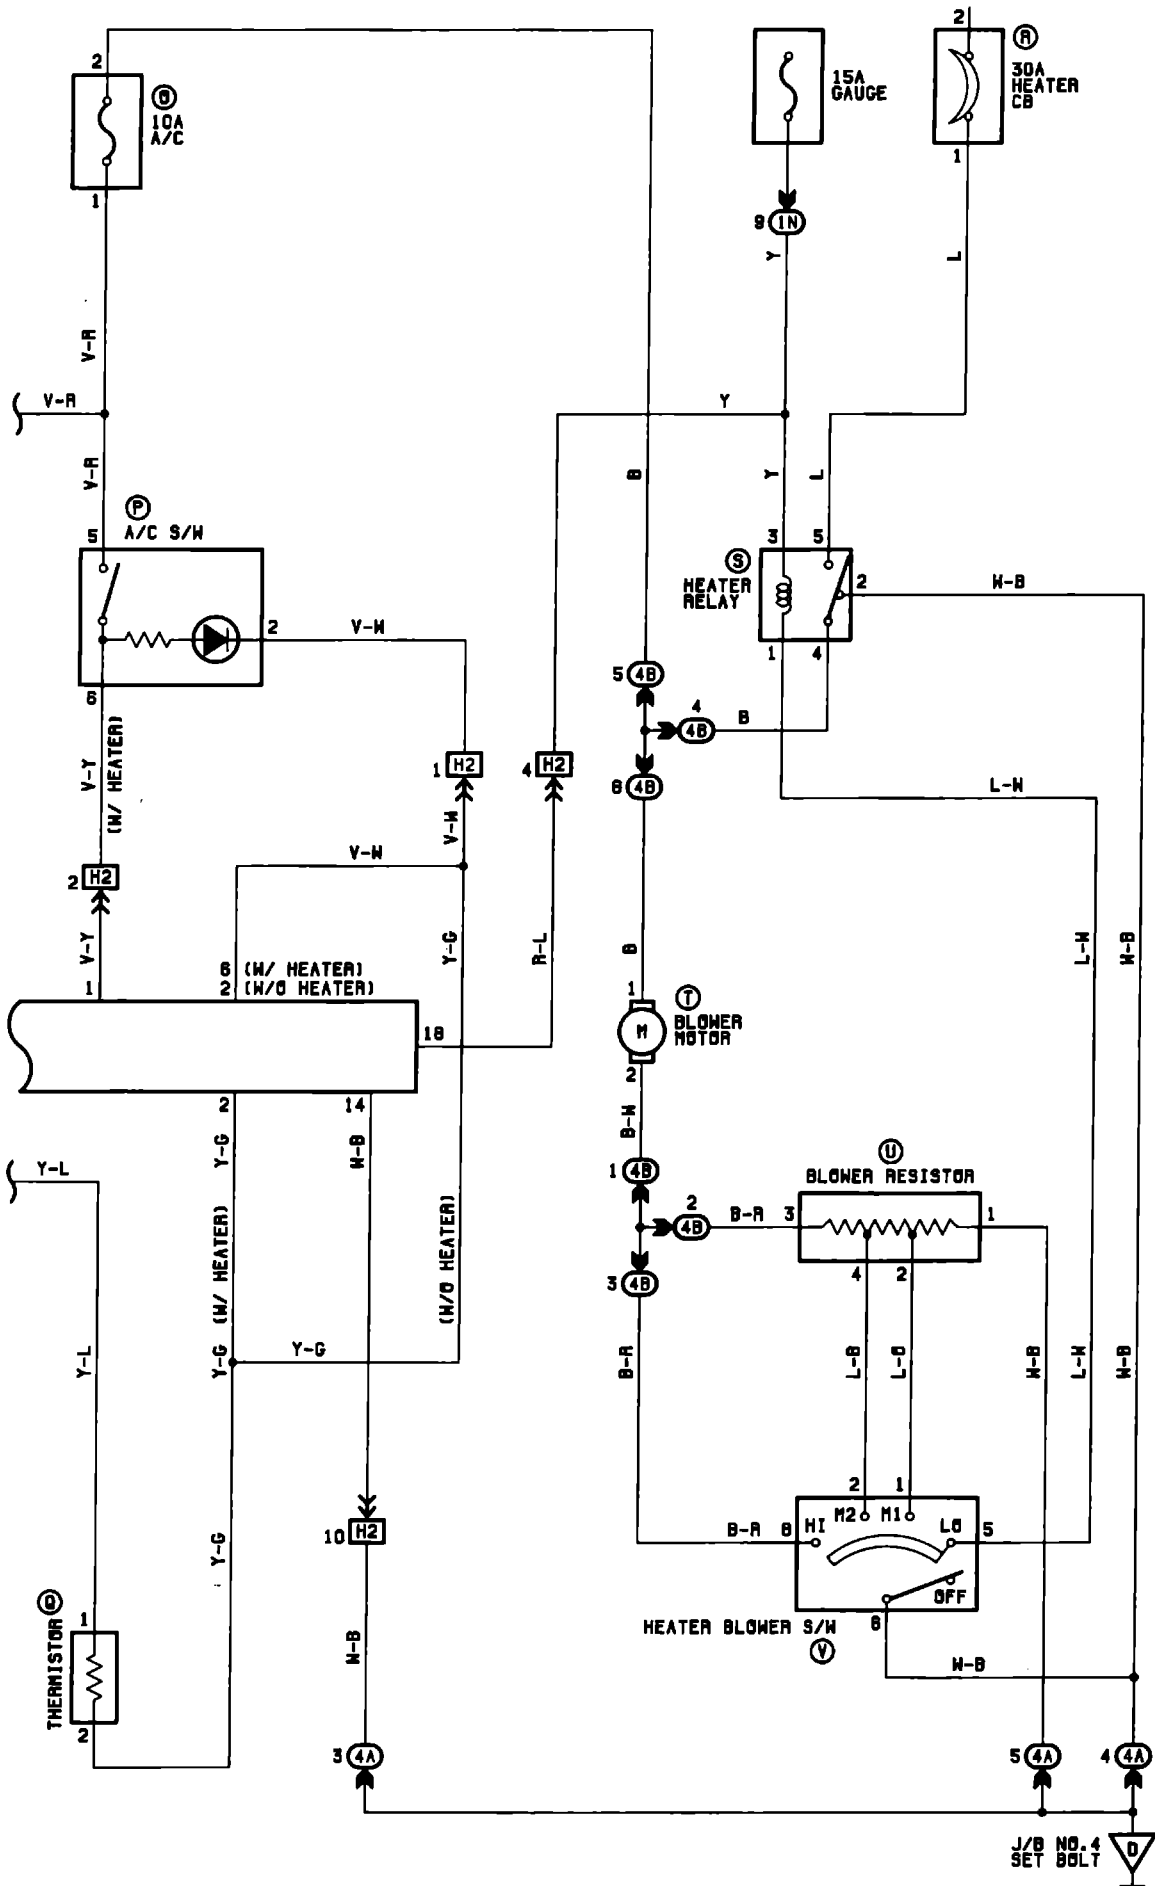 2
Ⓡ
2
15A
GAUGE
30A
HEATER
CB
Ⓞ
10A
A/C
1
1
9 1N
Y
L
V-R
V-R
Y
V-R
B
Y
L
Ⓟ
A/C S/W
5
3
5
Ⓢ
HEATER
RELAY
2
W-B
2
V-W
1
4
6
5 4B
4
4B
B
V-Y
(W/ HEATER)
1 H2
4 H2
6 4B
L-W
V-W
V-W
2 H2
V-Y
Y-G
R-L
B
L-W
W-B
6 (W/ HEATER)
2 (W/O HEATER)
1
1
Ⓣ
BLOWER
MOTOR
M
18
2
2
14
B-W
Y-G
W-B
Y-L
1 4B
Ⓤ
BLOWER RESISTOR
2
4B
B-R
3
1
(W/ HEATER)
(W/O HEATER)
3 4B
4
2
Y-G
Y-G
Y-L
B-R
L-B
L-O
W-B
L-W
W-B
2
1
M2
M1
10 H2
B-R
8
HI
LO
5
Y-G
OFF
Ⓠ
THERMISTOR
1
HEATER BLOWER S/W
6
Ⓥ
W-B
W-B
2
3 4A
5 4A
4 4A
J/B NO.4
SET BOLT
D